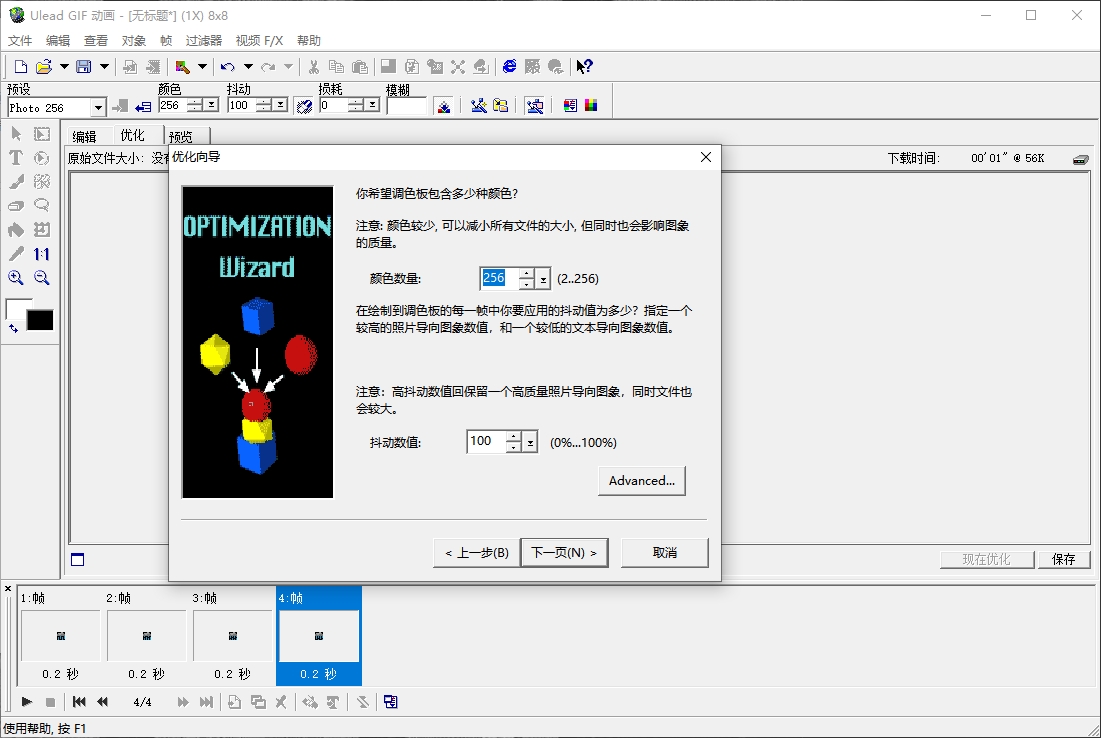 Ulead GIF 动画 - [无标题*] (1X) 8x8
文件 编辑 查看 对象 帧 过滤器 视频 F/X 帮助
预设 颜色 抖动 损耗 模糊
Photo 256 256 100 0
编辑 优化 预览
原始文件大小: 没有
下载时间: 00'01" @ 56K
优化向导
OPTIMIZATION
Wizard
你希望调色板包含多少种颜色?
注意: 颜色较少, 可以减小所有文件的大小, 但同时也会影响图象
的质量。
颜色数量: 256 (2..256)
在绘制到调色板的每一帧中你要应用的抖动值为多少? 指定一个
较高的照片导向图象数值，和一个较低的文本导向图象数值。
注意：高抖动数值回保留一个高质量照片导向图象，同时文件也
会较大。
抖动数值: 100 (0%...100%)
Advanced...
< 上一步(B) 下一页(N) > 取消
1:1
现在优化 保存
1:帧 2:帧 3:帧 4:帧
0.2 秒 0.2 秒 0.2 秒 0.2 秒
4/4
使用帮助, 按 F1